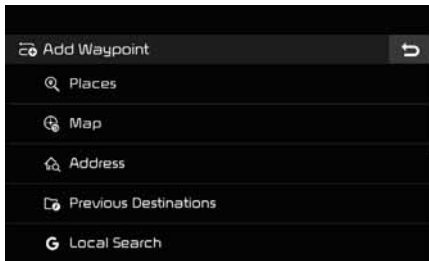 Add Waypoint
Places
Map
Address
Previous Destinations
G Local Search